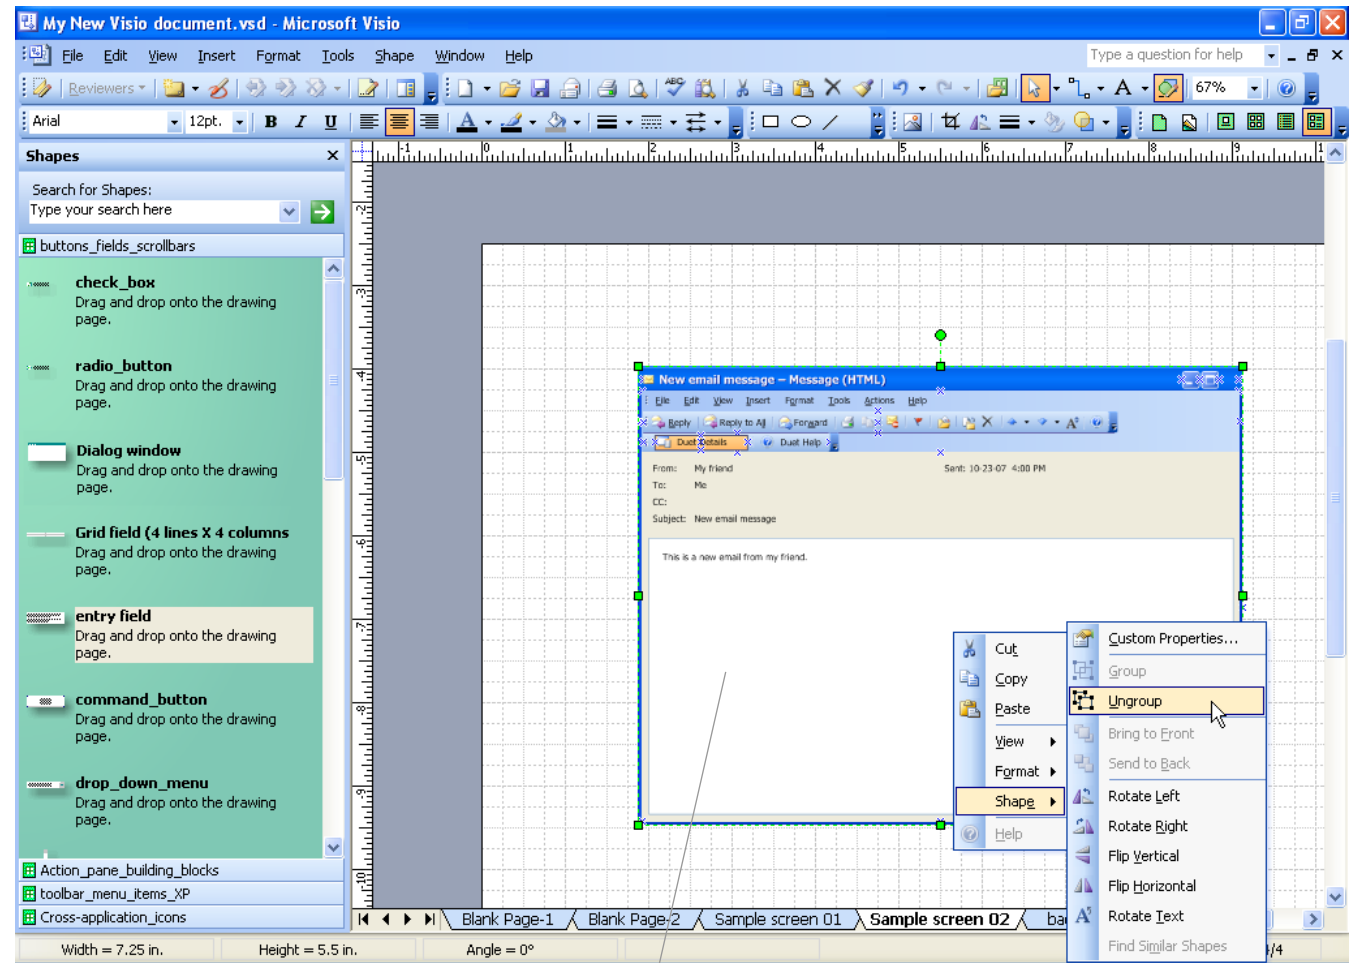 My New Visio document.vsd - Microsoft Visio
File Edit View Insert Format Tools Shape Window Help Type a question for help
Reviewers 67%
Arial 12pt. B I U A
Shapes
Search for Shapes:
Type your search here
buttons_fields_scrollbars
check_box
Drag and drop onto the drawing
page.
radio_button
Drag and drop onto the drawing
page.
Dialog window
Drag and drop onto the drawing
page.
Grid field (4 lines X 4 columns
Drag and drop onto the drawing
page.
entry field
Drag and drop onto the drawing
page.
command_button
Drag and drop onto the drawing
page.
drop_down_menu
Drag and drop onto the drawing
page.
Action_pane_building_blocks
toolbar_menu_items_XP
Cross-application_icons
New email message – Message (HTML)
File Edit View Insert Format Tools Actions Help
Reply Reply to All Forward
Duet Details Duet Help
From: My friend Sent: 10-23-07 4:00 PM
To: Me
CC:
Subject: New email message
This is a new email from my friend.
Cut
Copy
Paste
View
Format
Shape
Help
Custom Properties...
Group
Ungroup
Bring to Front
Send to Back
Rotate Left
Rotate Right
Flip Vertical
Flip Horizontal
Rotate Text
Find Similar Shapes
Blank Page-1 Blank Page-2 Sample screen 01 Sample screen 02 ba
Width = 7.25 in. Height = 5.5 in. Angle = 0° /4